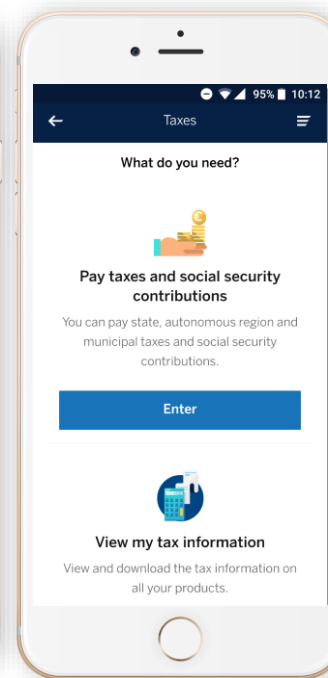 95% 10:12
Taxes
What do you need?
€
Pay taxes and social security
contributions
You can pay state, autonomous region and
municipal taxes and social security
contributions.
Enter
View my tax information
View and download the tax information on
all your products.